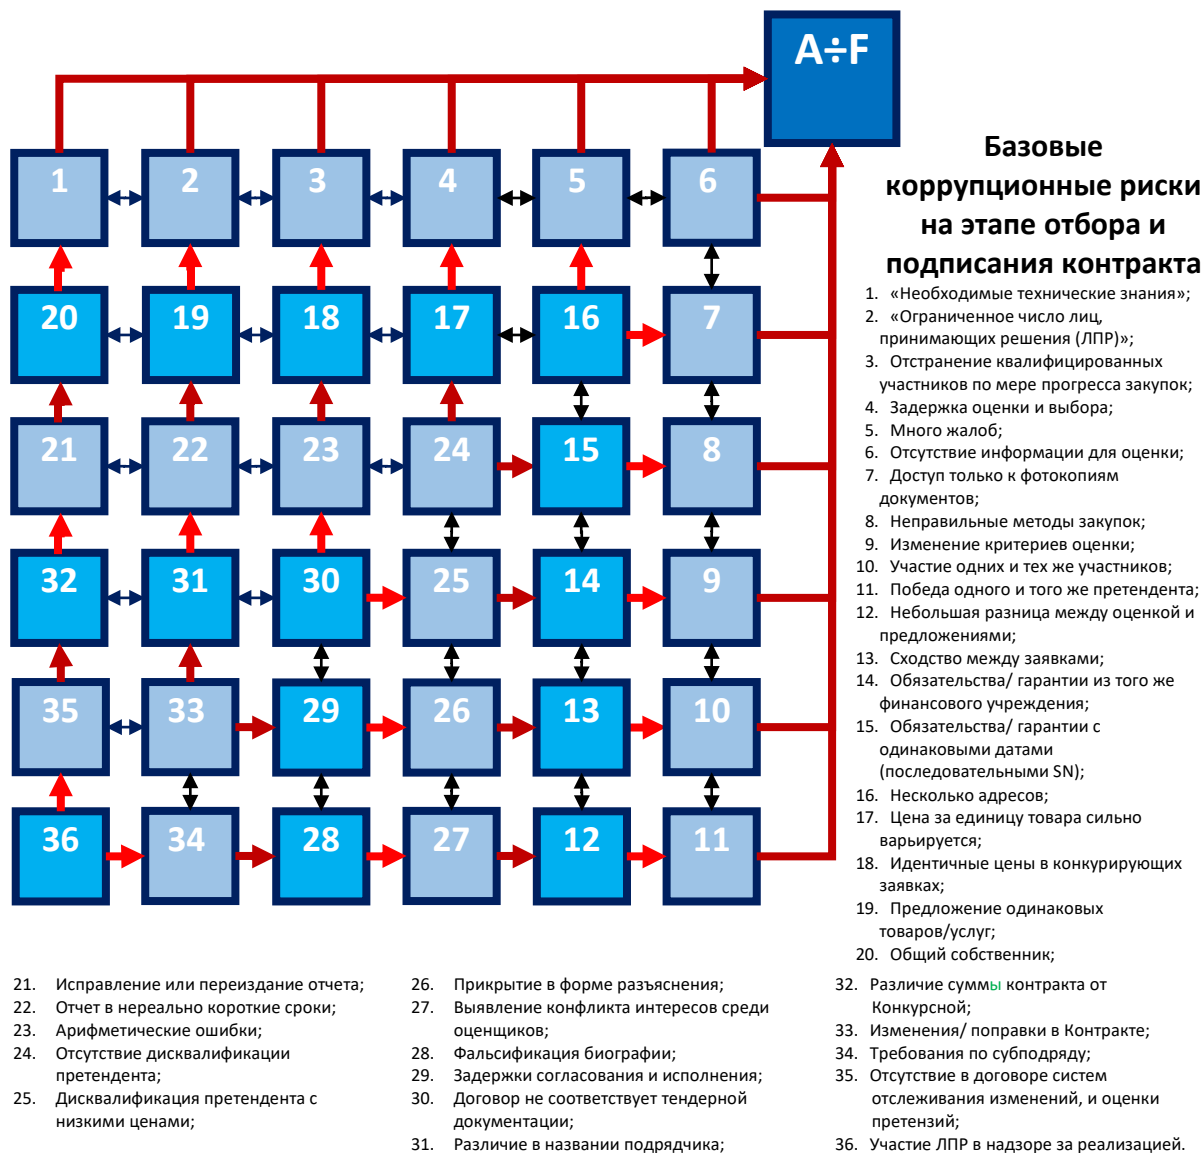 A÷F
Базовые
коррупционные риски
на этапе отбора и
подписания контракта
1 2 3 4 5 6
20 19 18 17 16 7
21 22 23 24 15 8
32 31 30 25 14 9
35 33 29 26 13 10
36 34 28 27 12 11
1. «Необходимые технические знания»;
2. «Ограниченное число лиц,
принимающих решения (ЛПР)»;
3. Отстранение квалифицированных
участников по мере прогресса закупок;
4. Задержка оценки и выбора;
5. Много жалоб;
6. Отсутствие информации для оценки;
7. Доступ только к фотокопиям
документов;
8. Неправильные методы закупок;
9. Изменение критериев оценки;
10. Участие одних и тех же участников;
11. Победа одного и того же претендента;
12. Небольшая разница между оценкой и
предложениями;
13. Сходство между заявками;
14. Обязательства/ гарантии из того же
финансового учреждения;
15. Обязательства/ гарантии с
одинаковыми датами
(последовательными SN);
16. Несколько адресов;
17. Цена за единицу товара сильно
варьируется;
18. Идентичные цены в конкурирующих
заявках;
19. Предложение одинаковых
товаров/услуг;
20. Общий собственник;
21. Исправление или переиздание отчета;
22. Отчет в нереально короткие сроки;
23. Арифметические ошибки;
24. Отсутствие дисквалификации
претендента;
25. Дисквалификация претендента с
низкими ценами;
26. Прикрытие в форме разъяснения;
27. Выявление конфликта интересов среди
оценщиков;
28. Фальсификация биографии;
29. Задержки согласования и исполнения;
30. Договор не соответствует тендерной
документации;
31. Различие в названии подрядчика;
32. Различие суммы контракта от
Конкурсной;
33. Изменения/ поправки в Контракте;
34. Требования по субподряду;
35. Отсутствие в договоре систем
отслеживания изменений, и оценки
претензий;
36. Участие ЛПР в надзоре за реализацией.